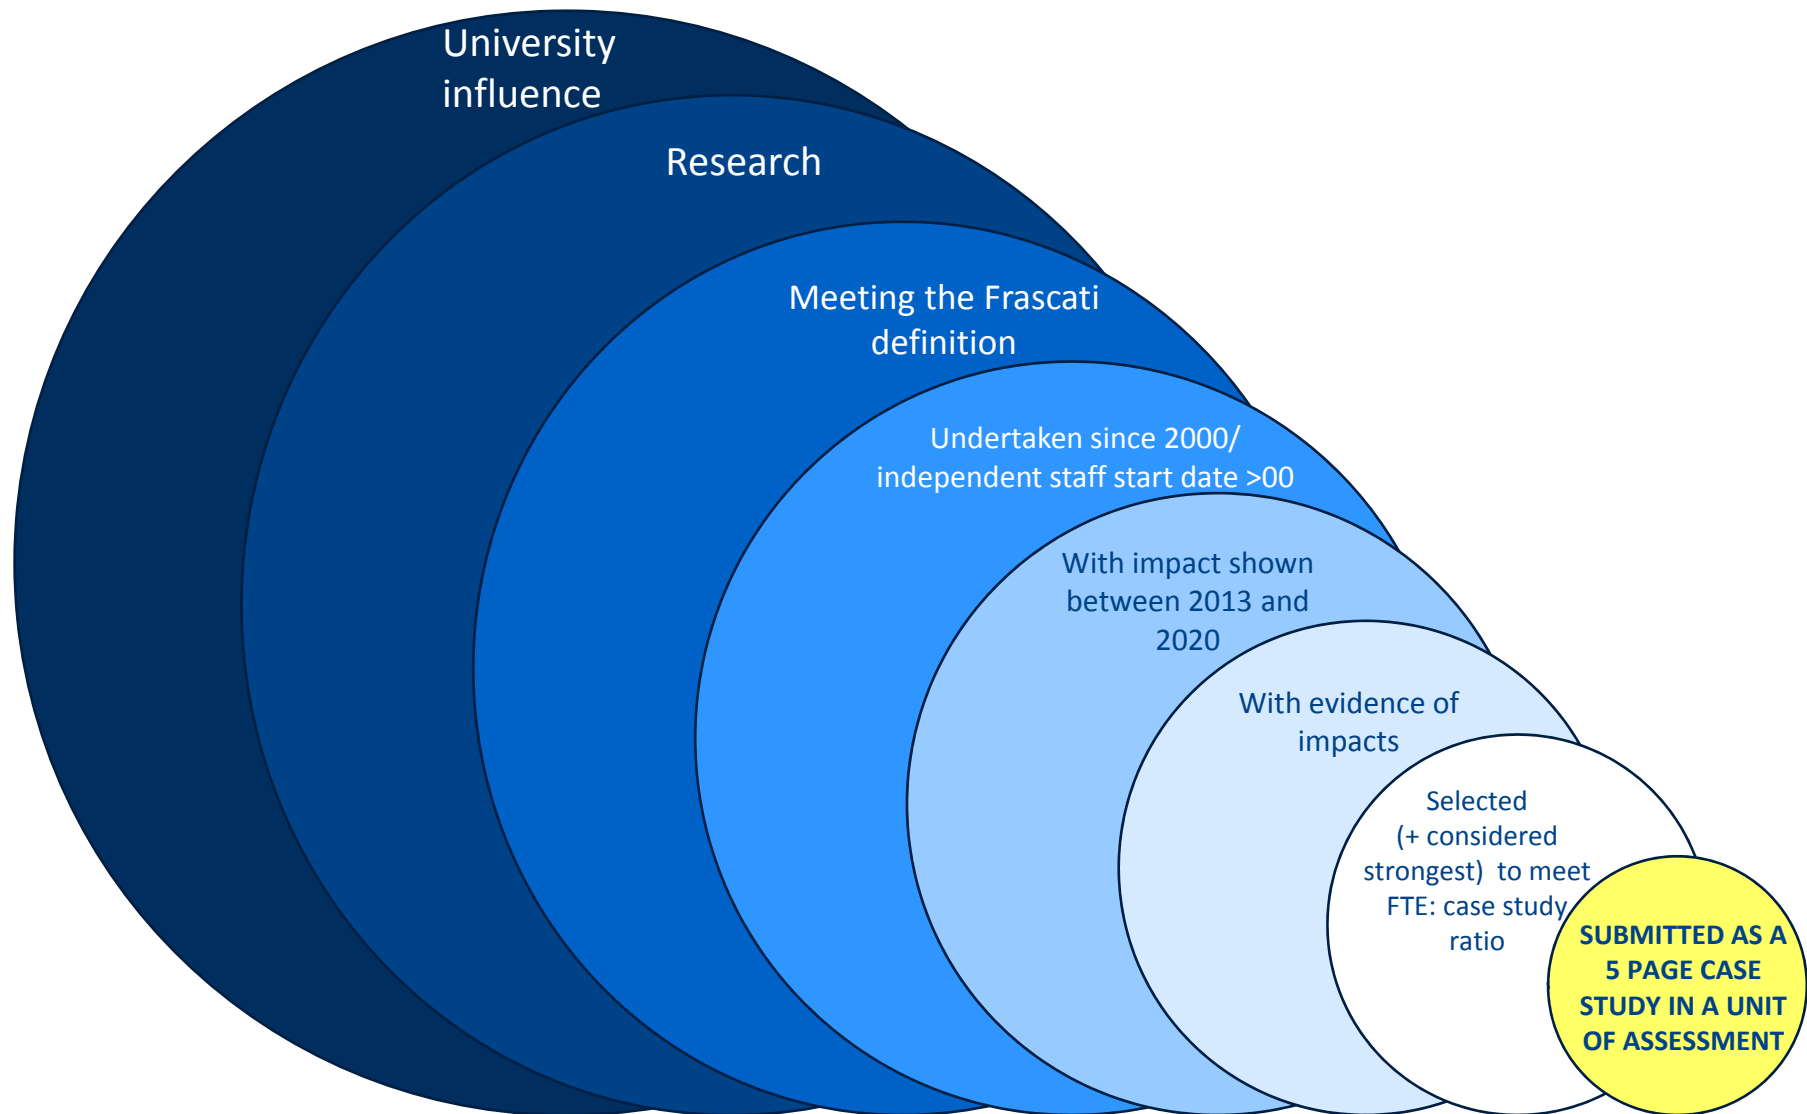 University
influence
Research
Meeting the Frascati
definition
Undertaken since 2000/
independent staff start date >00
With impact shown
between 2013 and
2020
With evidence of
impacts
Selected
(+ considered
strongest)  to meet
FTE: case study
ratio
SUBMITTED AS A
5 PAGE CASE
STUDY IN A UNIT
OF ASSESSMENT